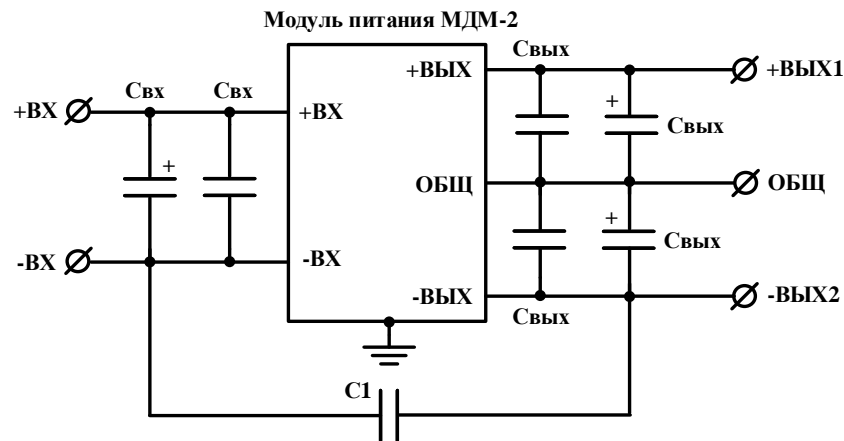 Модуль питания МДМ-2
Свых
+ВЫХ
+ВЫХ1
Свх
Свх
+ВХ
+ВХ
+
Свых
+
ОБЩ
ОБЩ
+
Свых
-ВХ
-ВХ
-ВЫХ
-ВЫХ2
Свых
С1